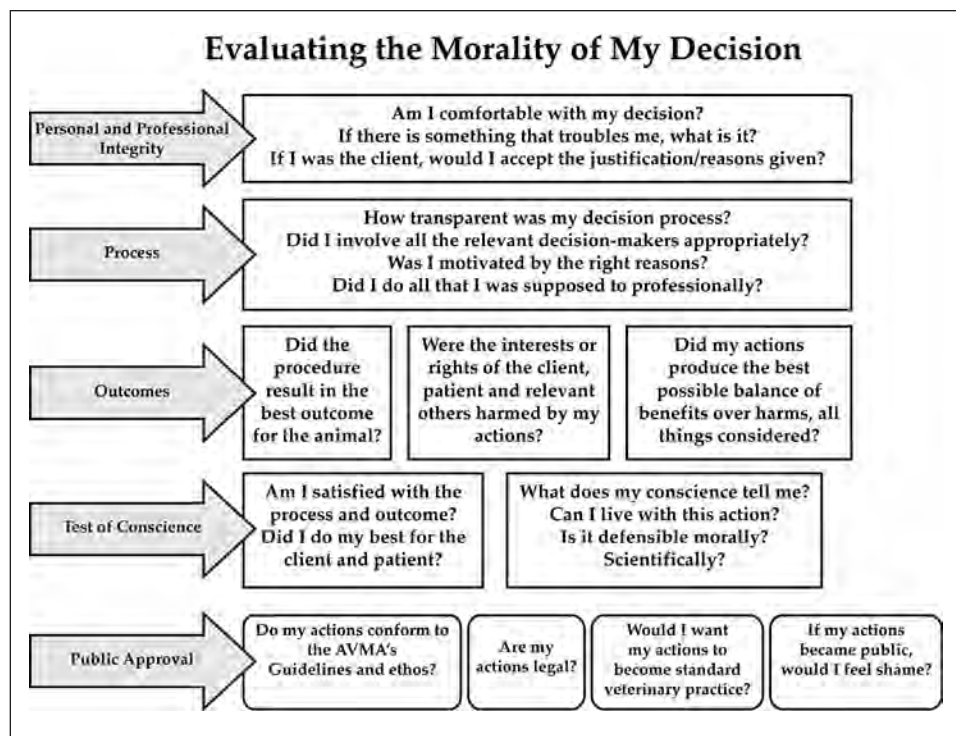 Evaluating the Morality of My Decision
Personal and Professional
Integrity
Am I comfortable with my decision?
If there is something that troubles me, what is it?
If I was the client, would I accept the justification/reasons given?
Process
How transparent was my decision process?
Did I involve all the relevant decision-makers appropriately?
Was I motivated by the right reasons?
Did I do all that I was supposed to professionally?
Outcomes
Did the
procedure
result in the
best outcome
for the animal?
Were the interests or
rights of the client,
patient and relevant
others harmed by my
actions?
Did my actions
produce the best
possible balance of
benefits over harms, all
things considered?
Test of Conscience
Am I satisfied with the
process and outcome?
Did I do my best for the
client and patient?
What does my conscience tell me?
Can I live with this action?
Is it defensible morally?
Scientifically?
Public Approval
Do my actions conform to
the AVMA's
Guidelines and ethos?
Are my
actions legal?
Would I want
my actions to
become standard
veterinary practice?
If my actions
became public,
would I feel shame?